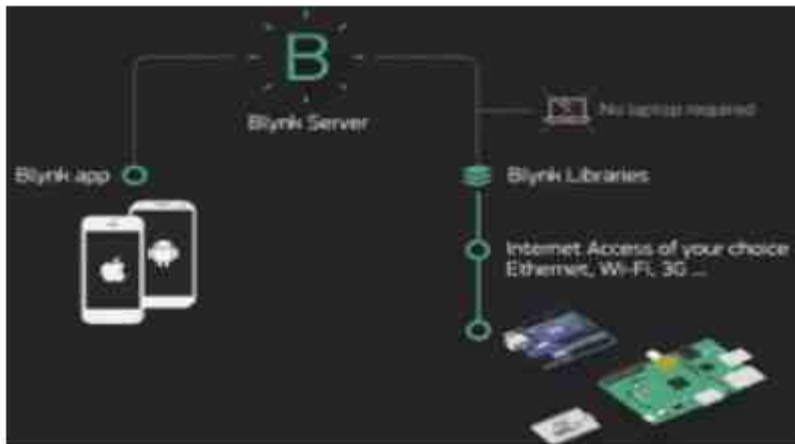 B
Blynk Server
No laptop required
Blynk app
Blynk Libraries
Internet Access of your choice
Ethernet, Wi-Fi, 3G ...